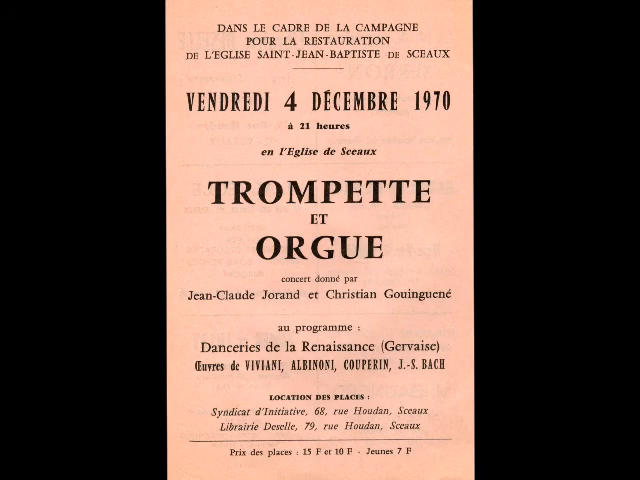 DANS LE CADRE DE LA CAMPAGNE
POUR LA RESTAURATION
DE L'EGLISE SAINT-JEAN-BAPTISTE DE SCEAUX
VENDREDI 4 DÉCEMBRE 1970
à 21 heures
en l'Eglise de Sceaux
TROMPETTE
ET
ORGUE
concert donné par
Jean-Claude Jorand et Christian Gouinguené
au programme :
Danceries de la Renaissance (Gervaise)
Œuvres de VIVIANI, ALBINONI, COUPERIN, J.-S. BACH
LOCATION DES PLACES :
Syndicat d'Initiative, 68, rue Houdan, Sceaux
Librairie Deselle, 79, rue Houdan, Sceaux
Prix des places : 15 F et 10 F - Jeunes 7 F